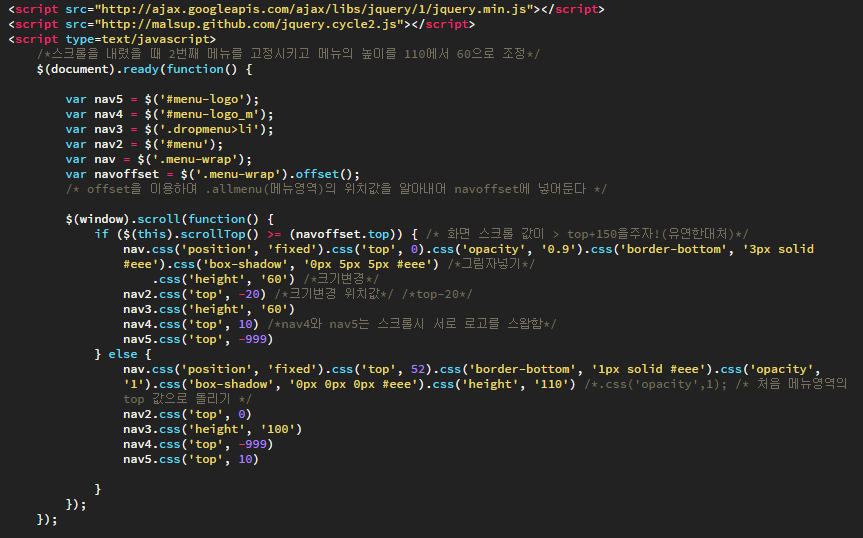 <script src="http://ajax.googleapis.com/ajax/libs/jquery/1/jquery.min.js"></script>
<script src="http://malsup.github.com/jquery.cycle2.js"></script>
<script type=text/javascript>
/*스크롤을 내렸을 때 2번째 메뉴를 고정시키고 메뉴의 높이를 110에서 60으로 조정*/
$(document).ready(function() {
var nav5 = $('#menu-logo');
var nav4 = $('#menu-logo_m');
var nav3 = $('.dropmenu>li');
var nav2 = $('#menu');
var nav = $('.menu-wrap');
var navoffset = $('.menu-wrap').offset();
/* offset을 이용하여 .allmenu(메뉴영역)의 위치값을 알아내어 navoffset에 넣어둔다 */
$(window).scroll(function() {
if ($(this).scrollTop() >= (navoffset.top)) { /* 화면 스크롤 값이 > top+150을주자!(유연한대처)*/
nav.css('position', 'fixed').css('top', 0).css('opacity', '0.9').css('border-bottom', '3px solid
#eee').css('box-shadow', '0px 5px 5px #eee') /*그림자넣기*/
.css('height', '60') /*크기변경*/
nav2.css('top', -20) /*크기변경 위치값*/ /*top-20*/
nav3.css('height', '60')
nav4.css('top', 10) /*nav4와 nav5는 스크롤시 서로 로고를 스왑함*/
nav5.css('top', -999)
} else {
nav.css('position', 'fixed').css('top', 52).css('border-bottom', '1px solid #eee').css('opacity',
'1').css('box-shadow', '0px 0px 0px #eee').css('height', '110') /*.css('opacity',1); /* 처음 메뉴영역의
top 값으로 돌리기 */
nav2.css('top', 0)
nav3.css('height', '100')
nav4.css('top', -999)
nav5.css('top', 10)
}
});
});